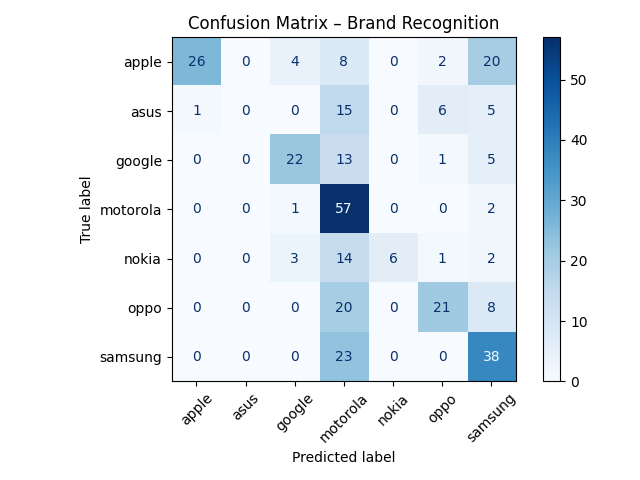 Confusion Matrix – Brand Recognition
True label
apple 26 0 4 8 0 2 20
asus 1 0 0 15 0 6 5
google 0 0 22 13 0 1 5
motorola 0 0 1 57 0 0 2
nokia 0 0 3 14 6 1 2
oppo 0 0 0 20 0 21 8
samsung 0 0 0 23 0 0 38
apple asus google motorola nokia oppo samsung
Predicted label
50
40
30
20
10
0